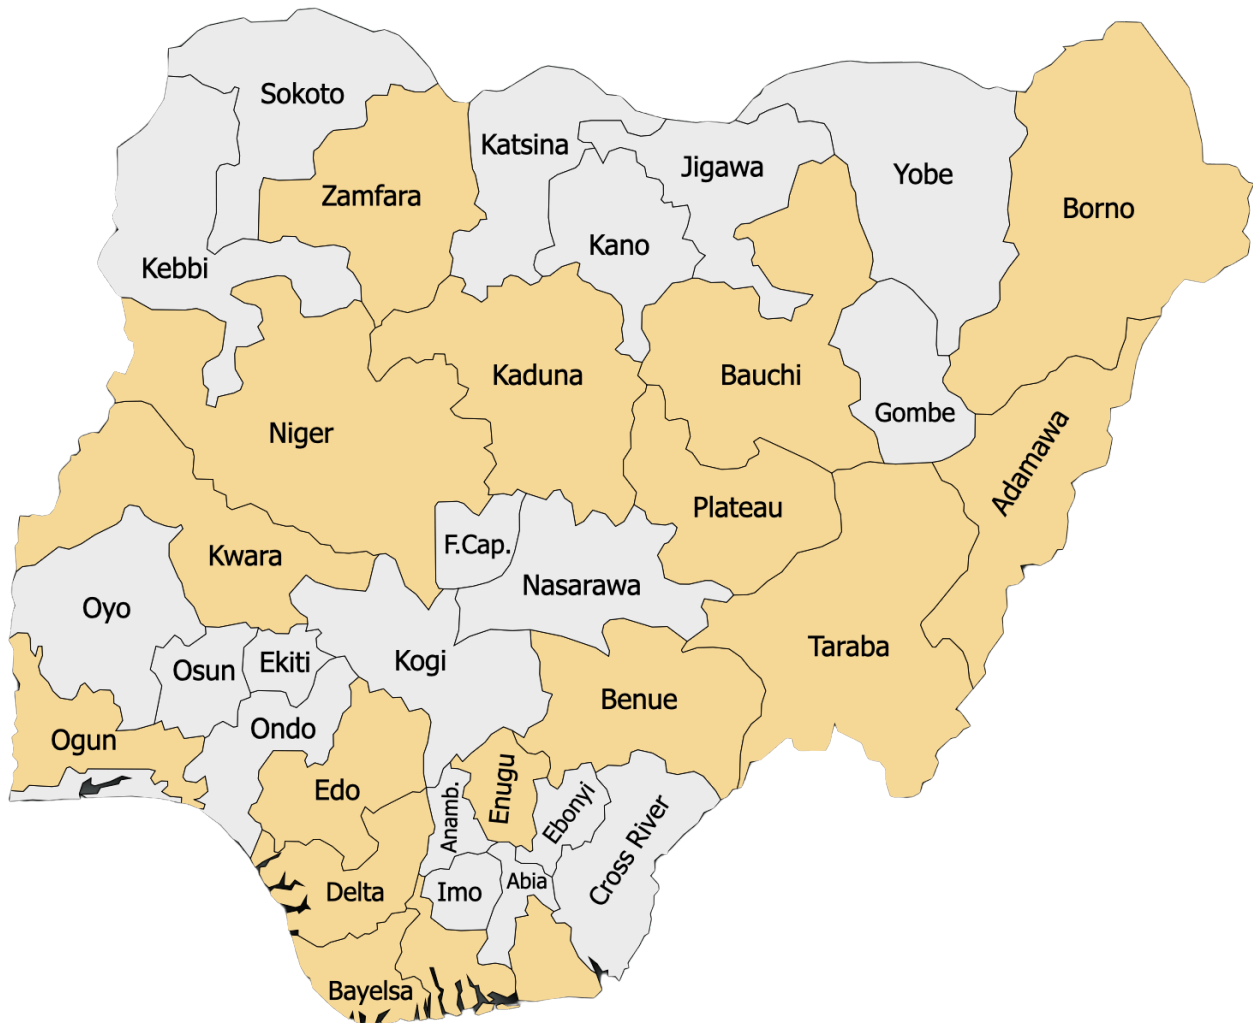 Sokoto
Katsina
Jigawa
Yobe
Zamfara
Borno
Kano
Kebbi
Kaduna
Bauchi
Gombe
Niger
Adamawa
Plateau
F.Cap.
Kwara
Nasarawa
Oyo
Taraba
Osun
Ekiti
Kogi
Benue
Ondo
Ogun
Edo
Enugu
Anamb.
Ebonyi
Cross River
Delta
Imo
Abia
Bayelsa